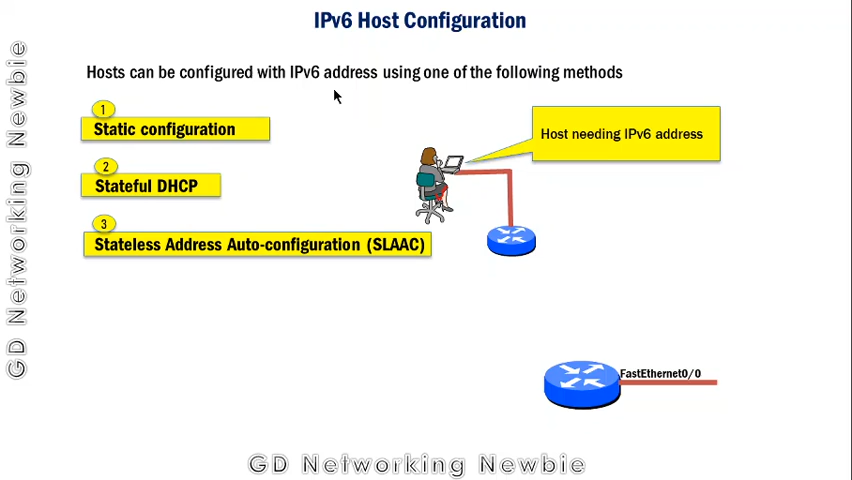 IPv6 Host Configuration
Hosts can be configured with IPv6 address using one of the following methods
1
Static configuration
2
Stateful DHCP
3
Stateless Address Auto-configuration (SLAAC)
Host needing IPv6 address
FastEthernet0/0
GD Networking Newbie
GD Networking Newbie